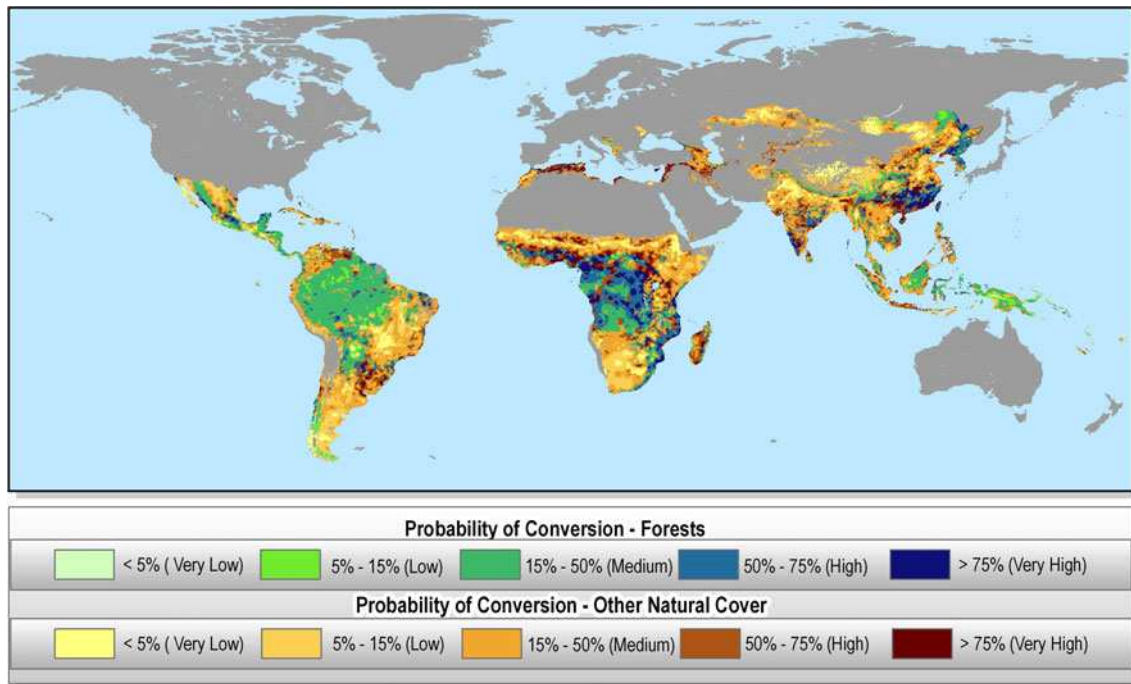 Probability of Conversion - Forests
< 5% ( Very Low) 5% - 15% (Low) 15% - 50% (Medium) 50% - 75% (High) > 75% (Very High)
Probability of Conversion - Other Natural Cover
< 5% ( Very Low) 5% - 15% (Low) 15% - 50% (Medium) 50% - 75% (High) > 75% (Very High)